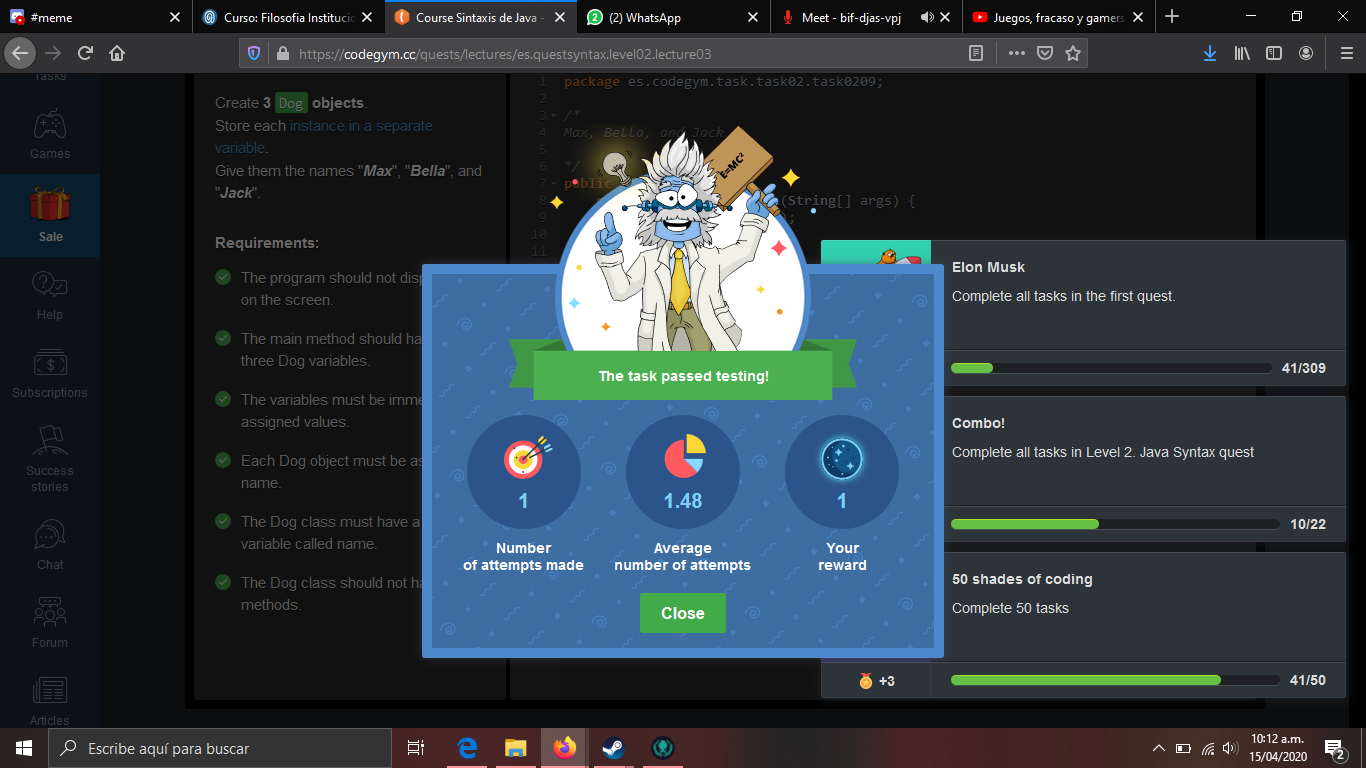 #meme
Curso: Filosofia Institucio
Course Sintaxis de Java -
(2) WhatsApp
Meet - bif-djas-vpj
Juegos, fracaso y gamers
https://codegym.cc/quests/lectures/es.questsyntax.level02.lecture03
Tasks
Games
Sale
Help
Subscriptions
Success
stories
Chat
Forum
Articles
Create 3 Dog objects.
Store each instance in a separate
variable.
Give them the names "Max", "Bella", and
"Jack".
Requirements:
The program should not disp
on the screen.
The main method should ha
three Dog variables.
The variables must be imme
assigned values.
Each Dog object must be as
name.
The Dog class must have a
variable called name.
The Dog class should not ha
methods.
1 package es.codegym.task.task02.task0209;
2
3 /*
4 Max, Bella, and Jack
5
6 */
7 public
8 (String[] args) {
9 );
10
11
E=MC²
The task passed testing!
1
Number
of attempts made
1.48
Average
number of attempts
1
Your
reward
Close
Elon Musk
Complete all tasks in the first quest.
41/309
Combo!
Complete all tasks in Level 2. Java Syntax quest
10/22
50 shades of coding
Complete 50 tasks
+3
41/50
Escribe aquí para buscar
10:12 a.m.
15/04/2020
2